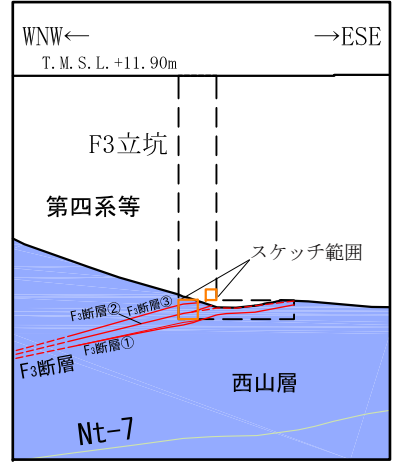 WNW← →ESE
T.M.S.L.+11.90m
F3立坑
第四系等
スケッチ範囲
F₃断層② F₃断層③
F₃断層①
F₃断層
西山層
Nt-7